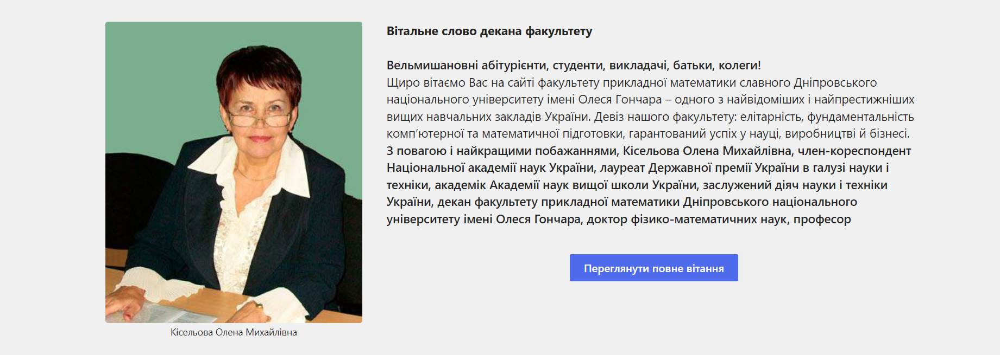 Вітальне слово декана факультету
Вельмишановні абітурієнти, студенти, викладачі, батьки, колеги!
Щиро вітаємо Вас на сайті факультету прикладної математики славного Дніпровського
національного університету імені Олеся Гончара – одного з найвідоміших і найпрестижніших
вищих навчальних закладів України. Девіз нашого факультету: елітарність, фундаментальність
комп’ютерної та математичної підготовки, гарантований успіх у науці, виробництві й бізнесі.
З повагою і найкращими побажаннями, Кісельова Олена Михайлівна, член-кореспондент
Національної академії наук України, лауреат Державної премії України в галузі науки і
техніки, академік Академії наук вищої школи України, заслужений діяч науки і техніки
України, декан факультету прикладної математики Дніпровського національного
університету імені Олеся Гончара, доктор фізико-математичних наук, професор
Переглянути повне вітання
Кісельова Олена Михайлівна